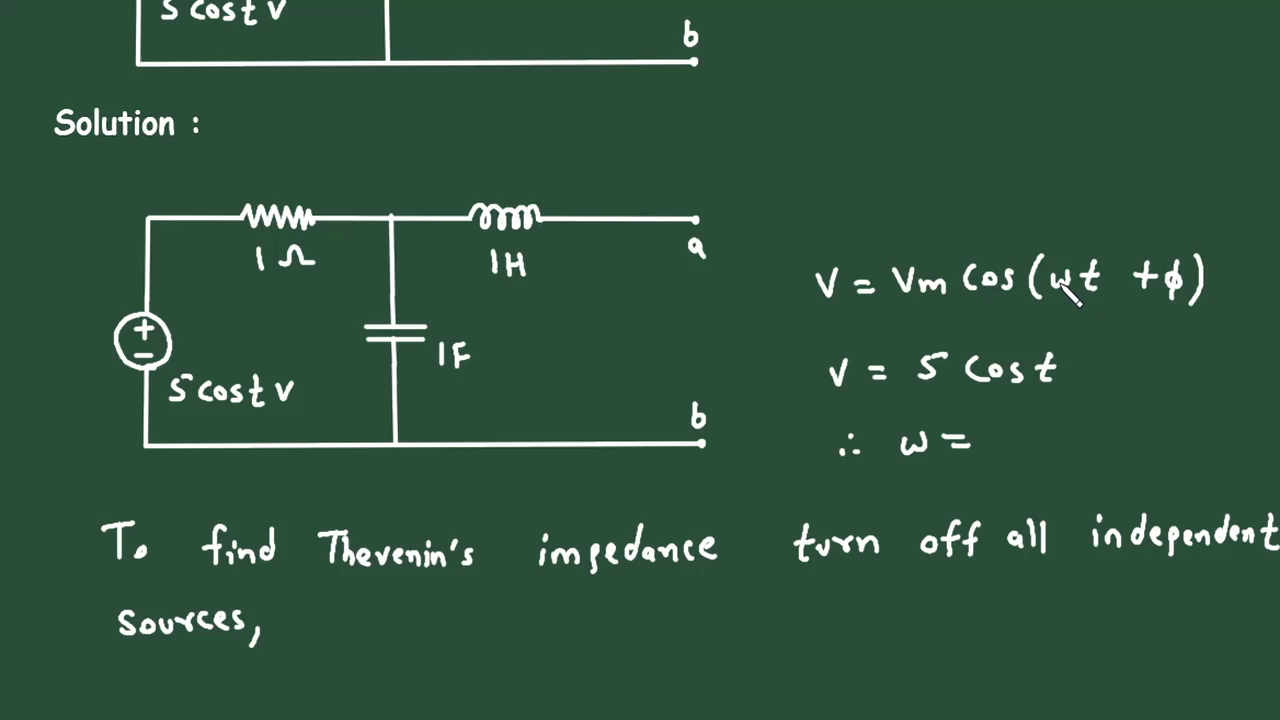 5 cost v
b
Solution :
1 Ω
1H
a
V = Vm Cos (ωt + ϕ)
1F
5 cost v
V = 5 Cost
b
∴ ω =
To find Thevenin's impedance turn off all independent
sources,